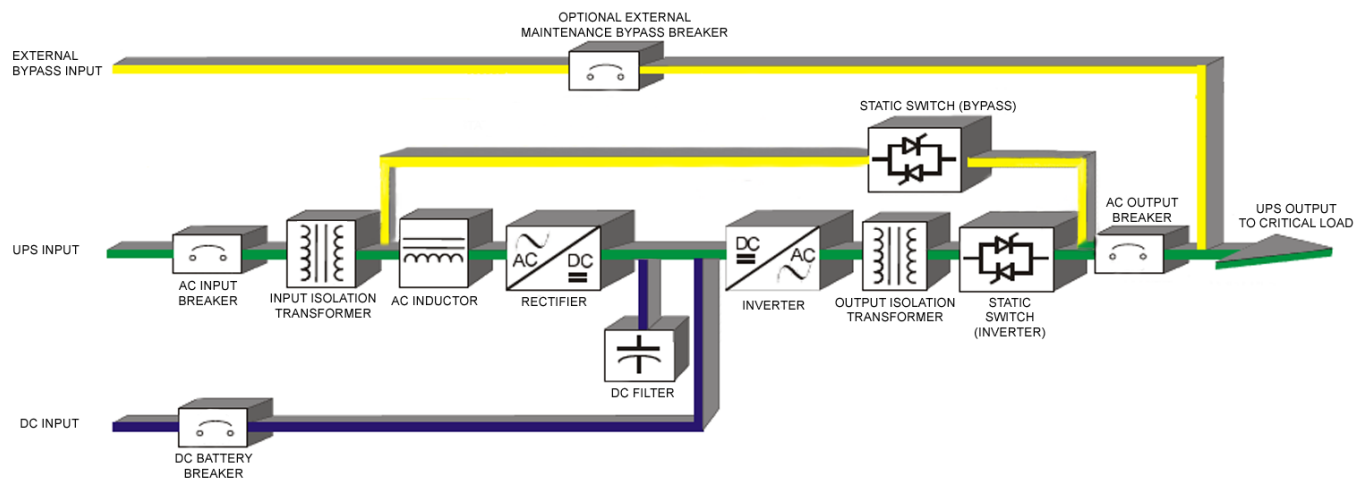 OPTIONAL EXTERNAL
MAINTENANCE BYPASS BREAKER
EXTERNAL
BYPASS INPUT
STATIC SWITCH (BYPASS)
UPS INPUT
AC INPUT
BREAKER
INPUT ISOLATION
TRANSFORMER
AC INDUCTOR
AC
DC
RECTIFIER
DC
AC
INVERTER
OUTPUT ISOLATION
TRANSFORMER
STATIC
SWITCH
(INVERTER)
AC OUTPUT
BREAKER
UPS OUTPUT
TO CRITICAL LOAD
DC FILTER
DC INPUT
DC BATTERY
BREAKER